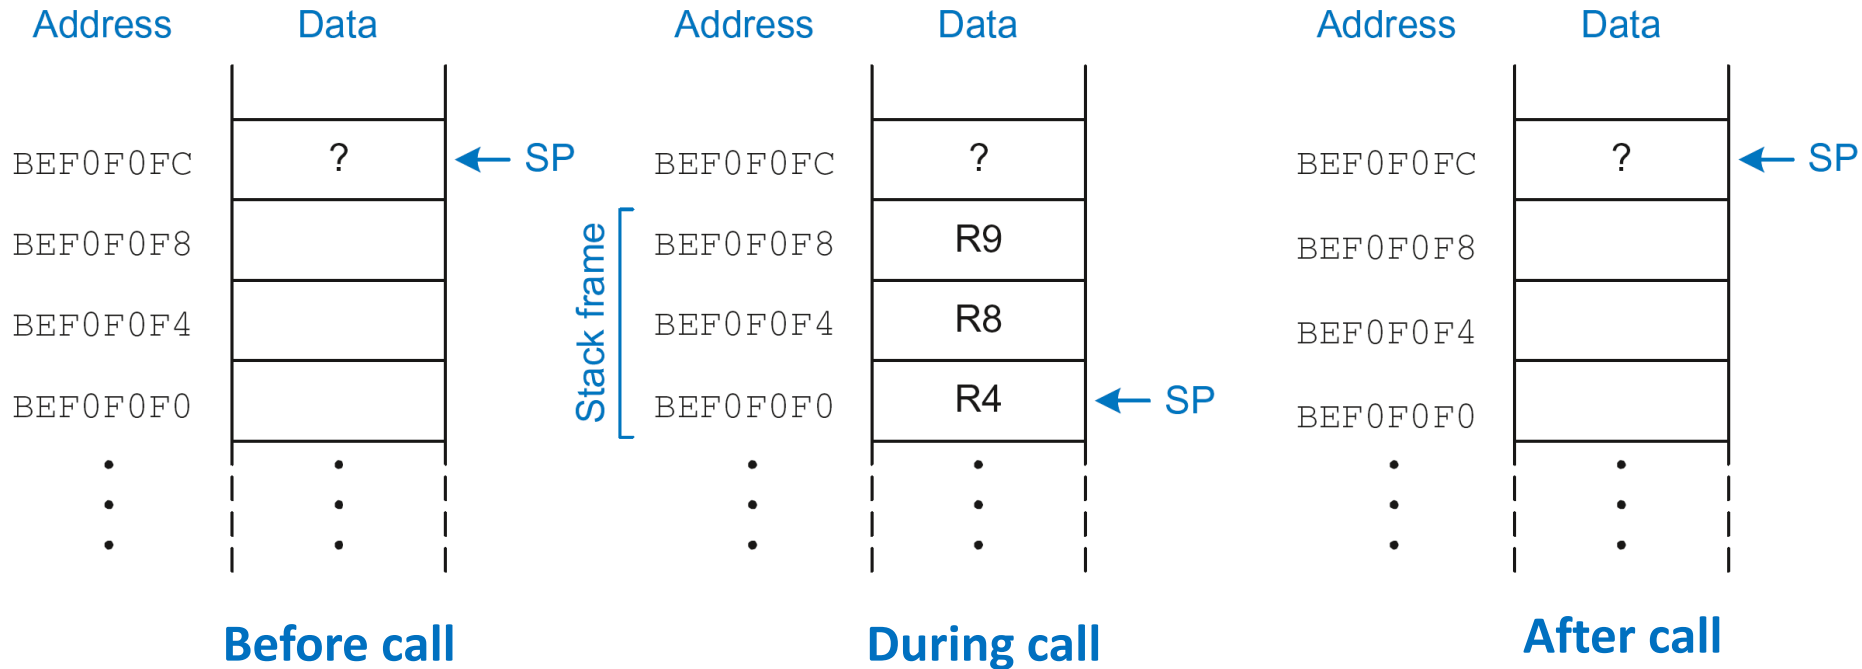 Address Data Address Data Address Data
BEF0F0FC ? SP BEF0F0FC ? BEF0F0FC ? SP
BEF0F0F8 BEF0F0F8 R9 BEF0F0F8
BEF0F0F4 BEF0F0F4 R8 BEF0F0F4
BEF0F0F0 BEF0F0F0 R4 SP BEF0F0F0
Stack frame
Before call During call After call